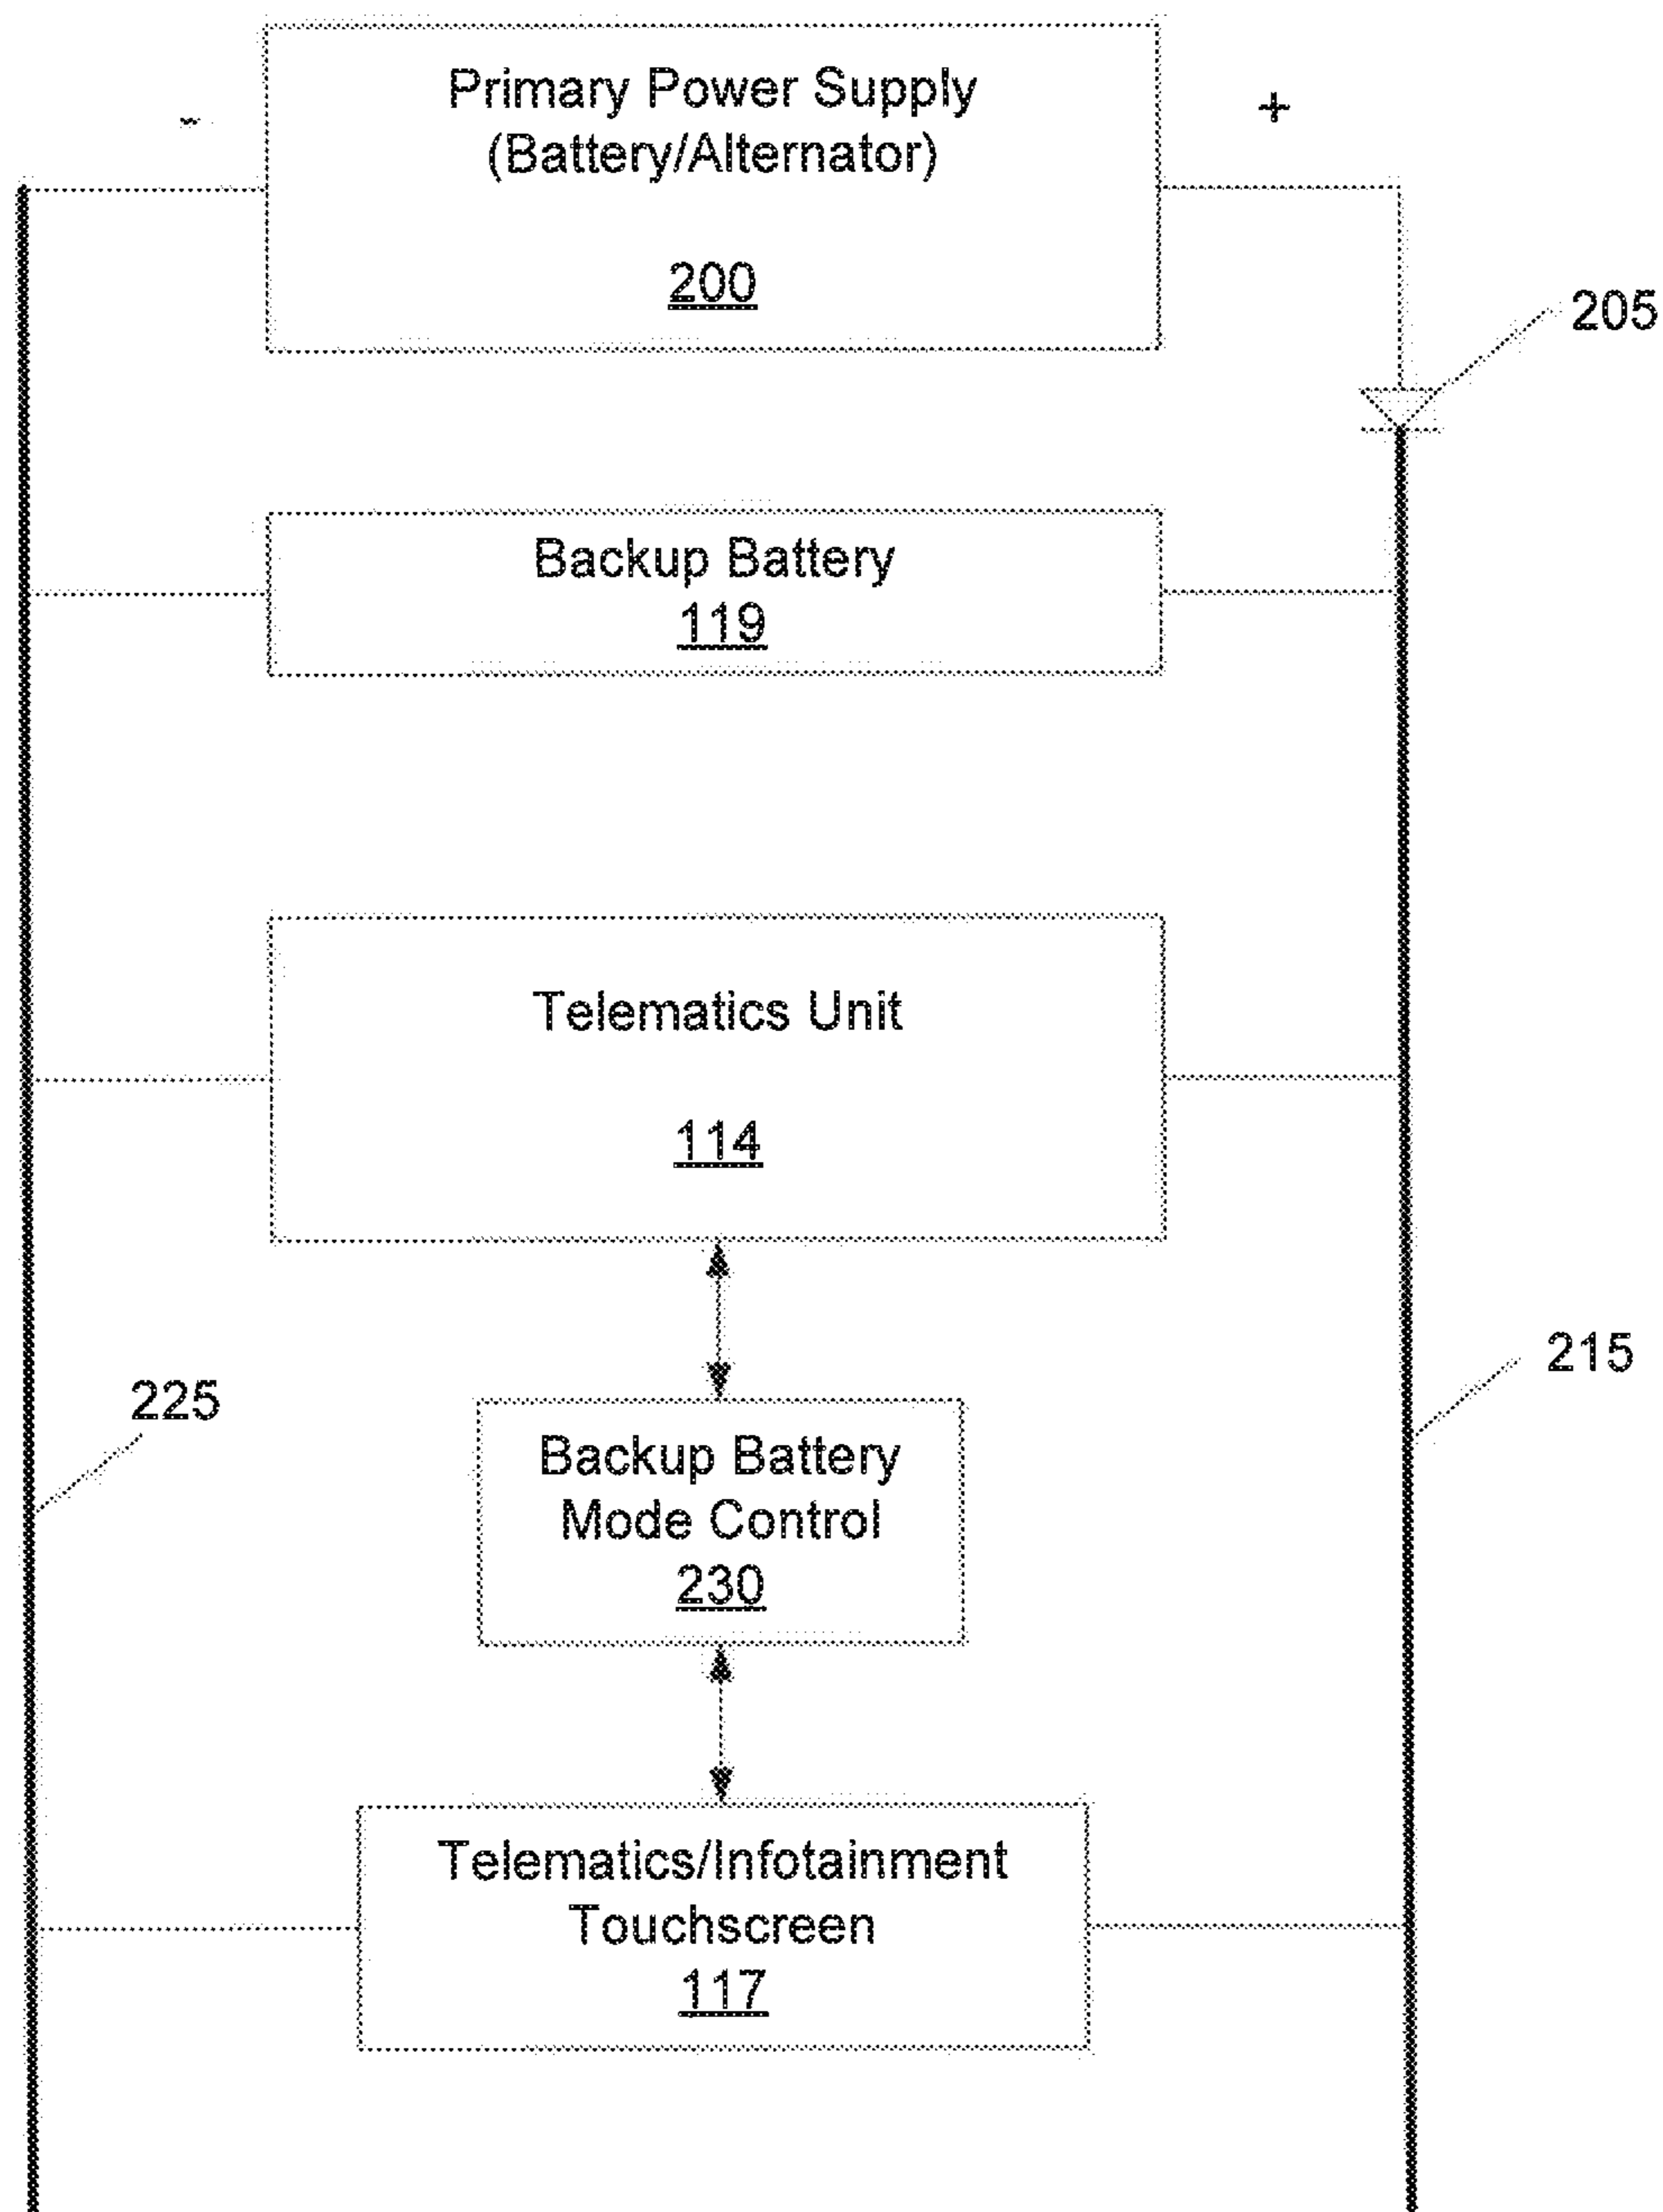 Primary Power Supply
- +
(Battery/Alternator)
200
205
Backup Battery
119
Telematics Unit
114
215
225
Backup Battery
Mode Control
230
Telematics/Infotainment
Touchscreen
117